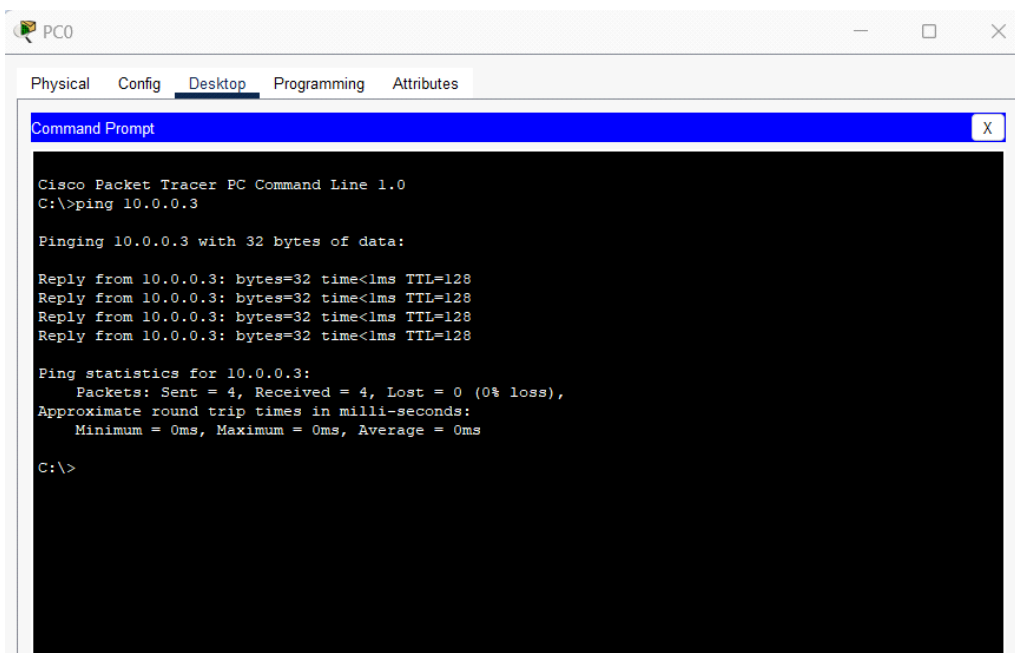 PC0
Physical Config Desktop Programming Attributes
Command Prompt X
Cisco Packet Tracer PC Command Line 1.0
C:\>ping 10.0.0.3
Pinging 10.0.0.3 with 32 bytes of data:
Reply from 10.0.0.3: bytes=32 time<1ms TTL=128
Reply from 10.0.0.3: bytes=32 time<1ms TTL=128
Reply from 10.0.0.3: bytes=32 time<1ms TTL=128
Reply from 10.0.0.3: bytes=32 time<1ms TTL=128
Ping statistics for 10.0.0.3:
Packets: Sent = 4, Received = 4, Lost = 0 (0% loss),
Approximate round trip times in milli-seconds:
Minimum = 0ms, Maximum = 0ms, Average = 0ms
C:\>